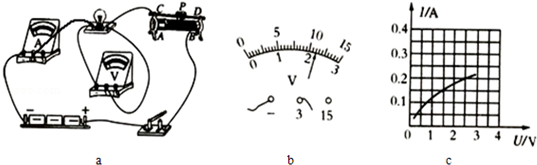 A
V
C P D
A B
- +
a
0 5 10 15
0 1 2 3
V
- 3 15
b
I/A
0.4
0.3
0.2
0.1
0 1 2 3 4 U/V
c